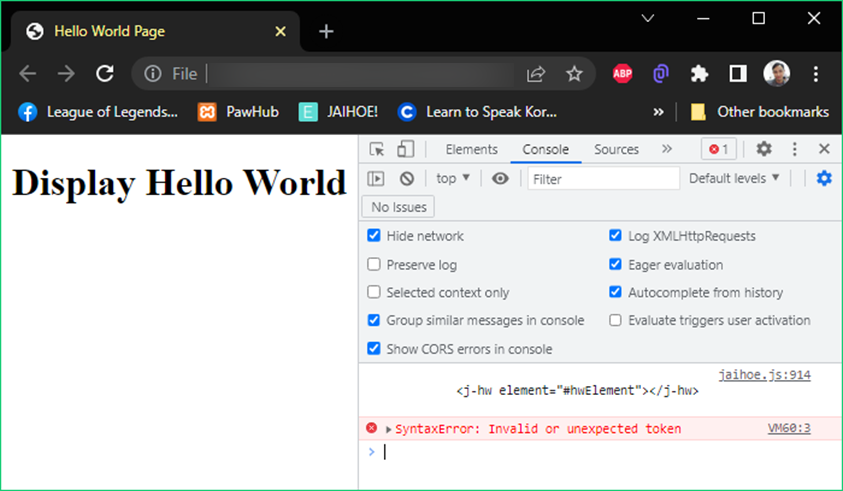 Hello World Page
File
ABP
League of Legends...
PawHub
JAIHOE!
Learn to Speak Kor...
»
Other bookmarks
Display Hello World
Elements
Console
Sources
»
1
top
Filter
Default levels
No Issues
Hide network
Log XMLHttpRequests
Preserve log
Eager evaluation
Selected context only
Autocomplete from history
Group similar messages in console
Evaluate triggers user activation
Show CORS errors in console
jaihoe.js:914
<j-hw element="#hwElement"></j-hw>
SyntaxError: Invalid or unexpected token
VM60:3